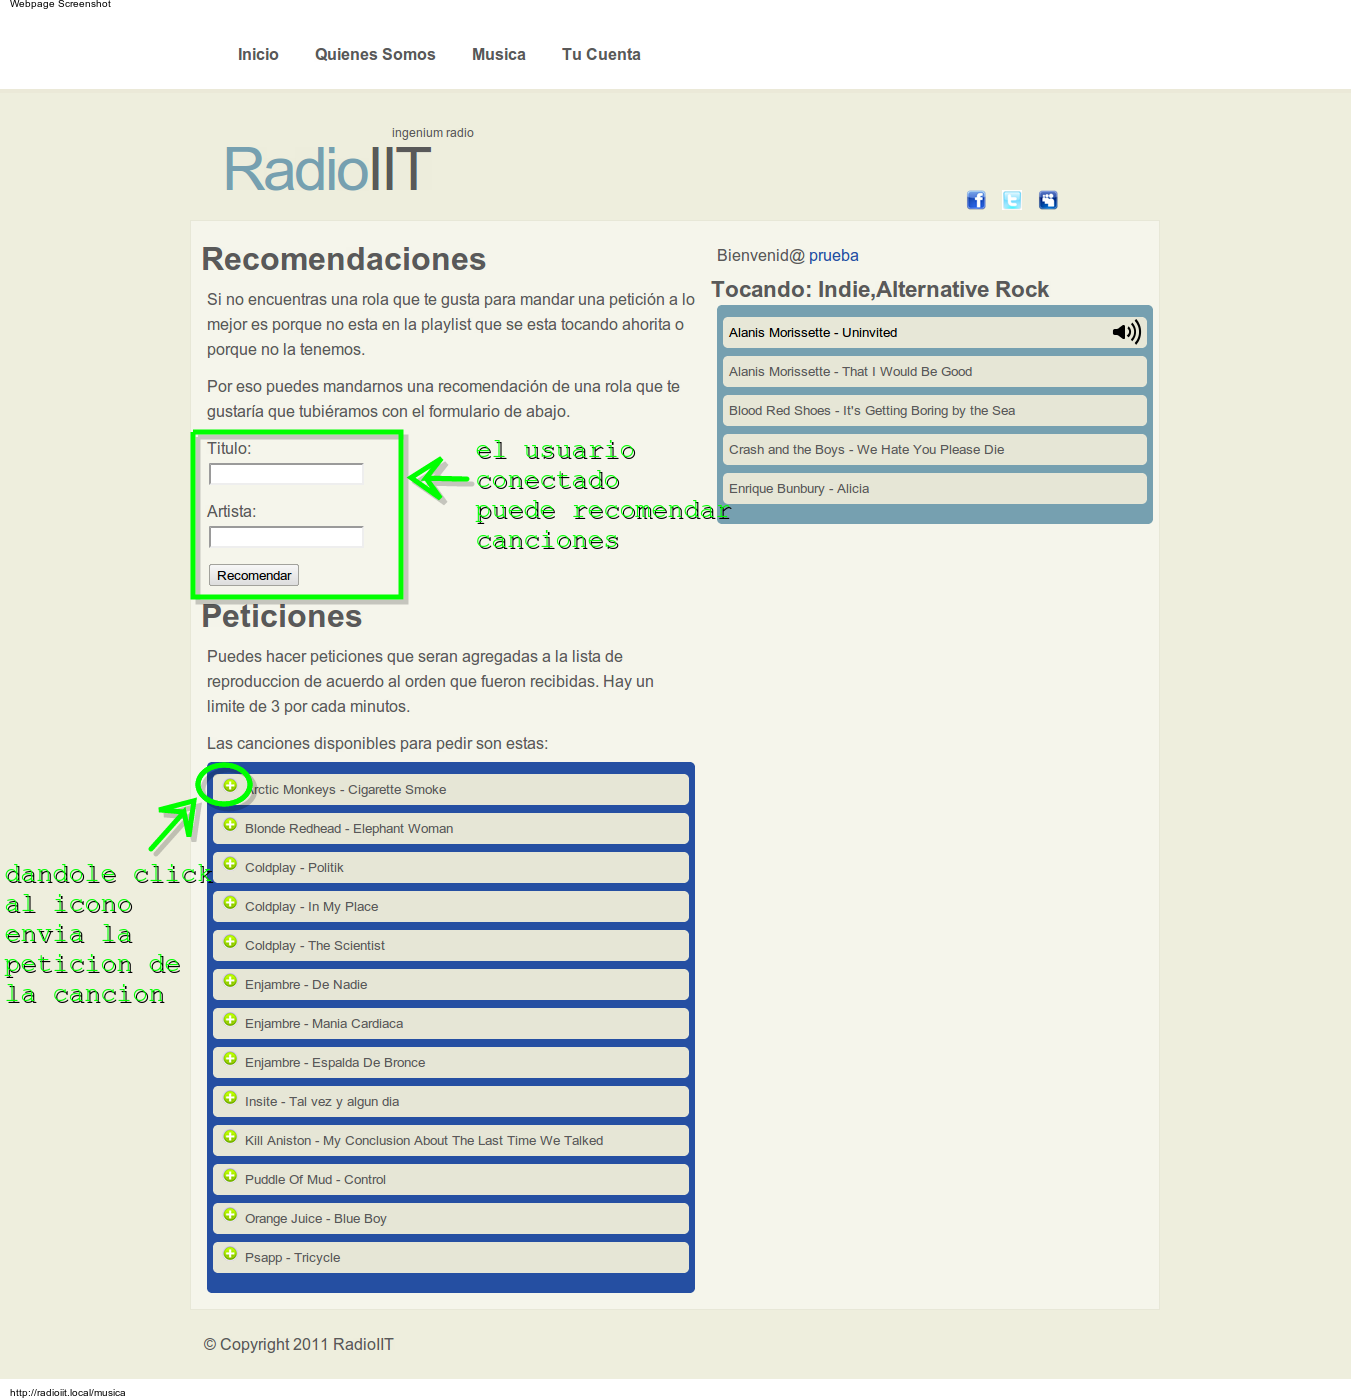 Webpage Screenshot
Inicio Quienes Somos Musica Tu Cuenta
ingenium radio
RadioIIT
Recomendaciones
Si no encuentras una rola que te gusta para mandar una petición a lo
mejor es porque no esta en la playlist que se esta tocando ahorita o
porque no la tenemos.
Por eso puedes mandarnos una recomendación de una rola que te
gustaría que tubiéramos con el formulario de abajo.
Titulo:
Artista:
Recomendar
el usuario
conectado
puede recomendar
canciones
Peticiones
Puedes hacer peticiones que seran agregadas a la lista de
reproduccion de acuerdo al orden que fueron recibidas. Hay un
limite de 3 por cada minutos.
Las canciones disponibles para pedir son estas:
Arctic Monkeys - Cigarette Smoke
Blonde Redhead - Elephant Woman
Coldplay - Politik
Coldplay - In My Place
Coldplay - The Scientist
Enjambre - De Nadie
Enjambre - Mania Cardiaca
Enjambre - Espalda De Bronce
Insite - Tal vez y algun dia
Kill Aniston - My Conclusion About The Last Time We Talked
Puddle Of Mud - Control
Orange Juice - Blue Boy
Psapp - Tricycle
dandole click
al icono
envia la
peticion de
la cancion
Bienvenid@ prueba
Tocando: Indie,Alternative Rock
Alanis Morissette - Uninvited
Alanis Morissette - That I Would Be Good
Blood Red Shoes - It's Getting Boring by the Sea
Crash and the Boys - We Hate You Please Die
Enrique Bunbury - Alicia
© Copyright 2011 RadioIIT
http://radioiit.local/musica